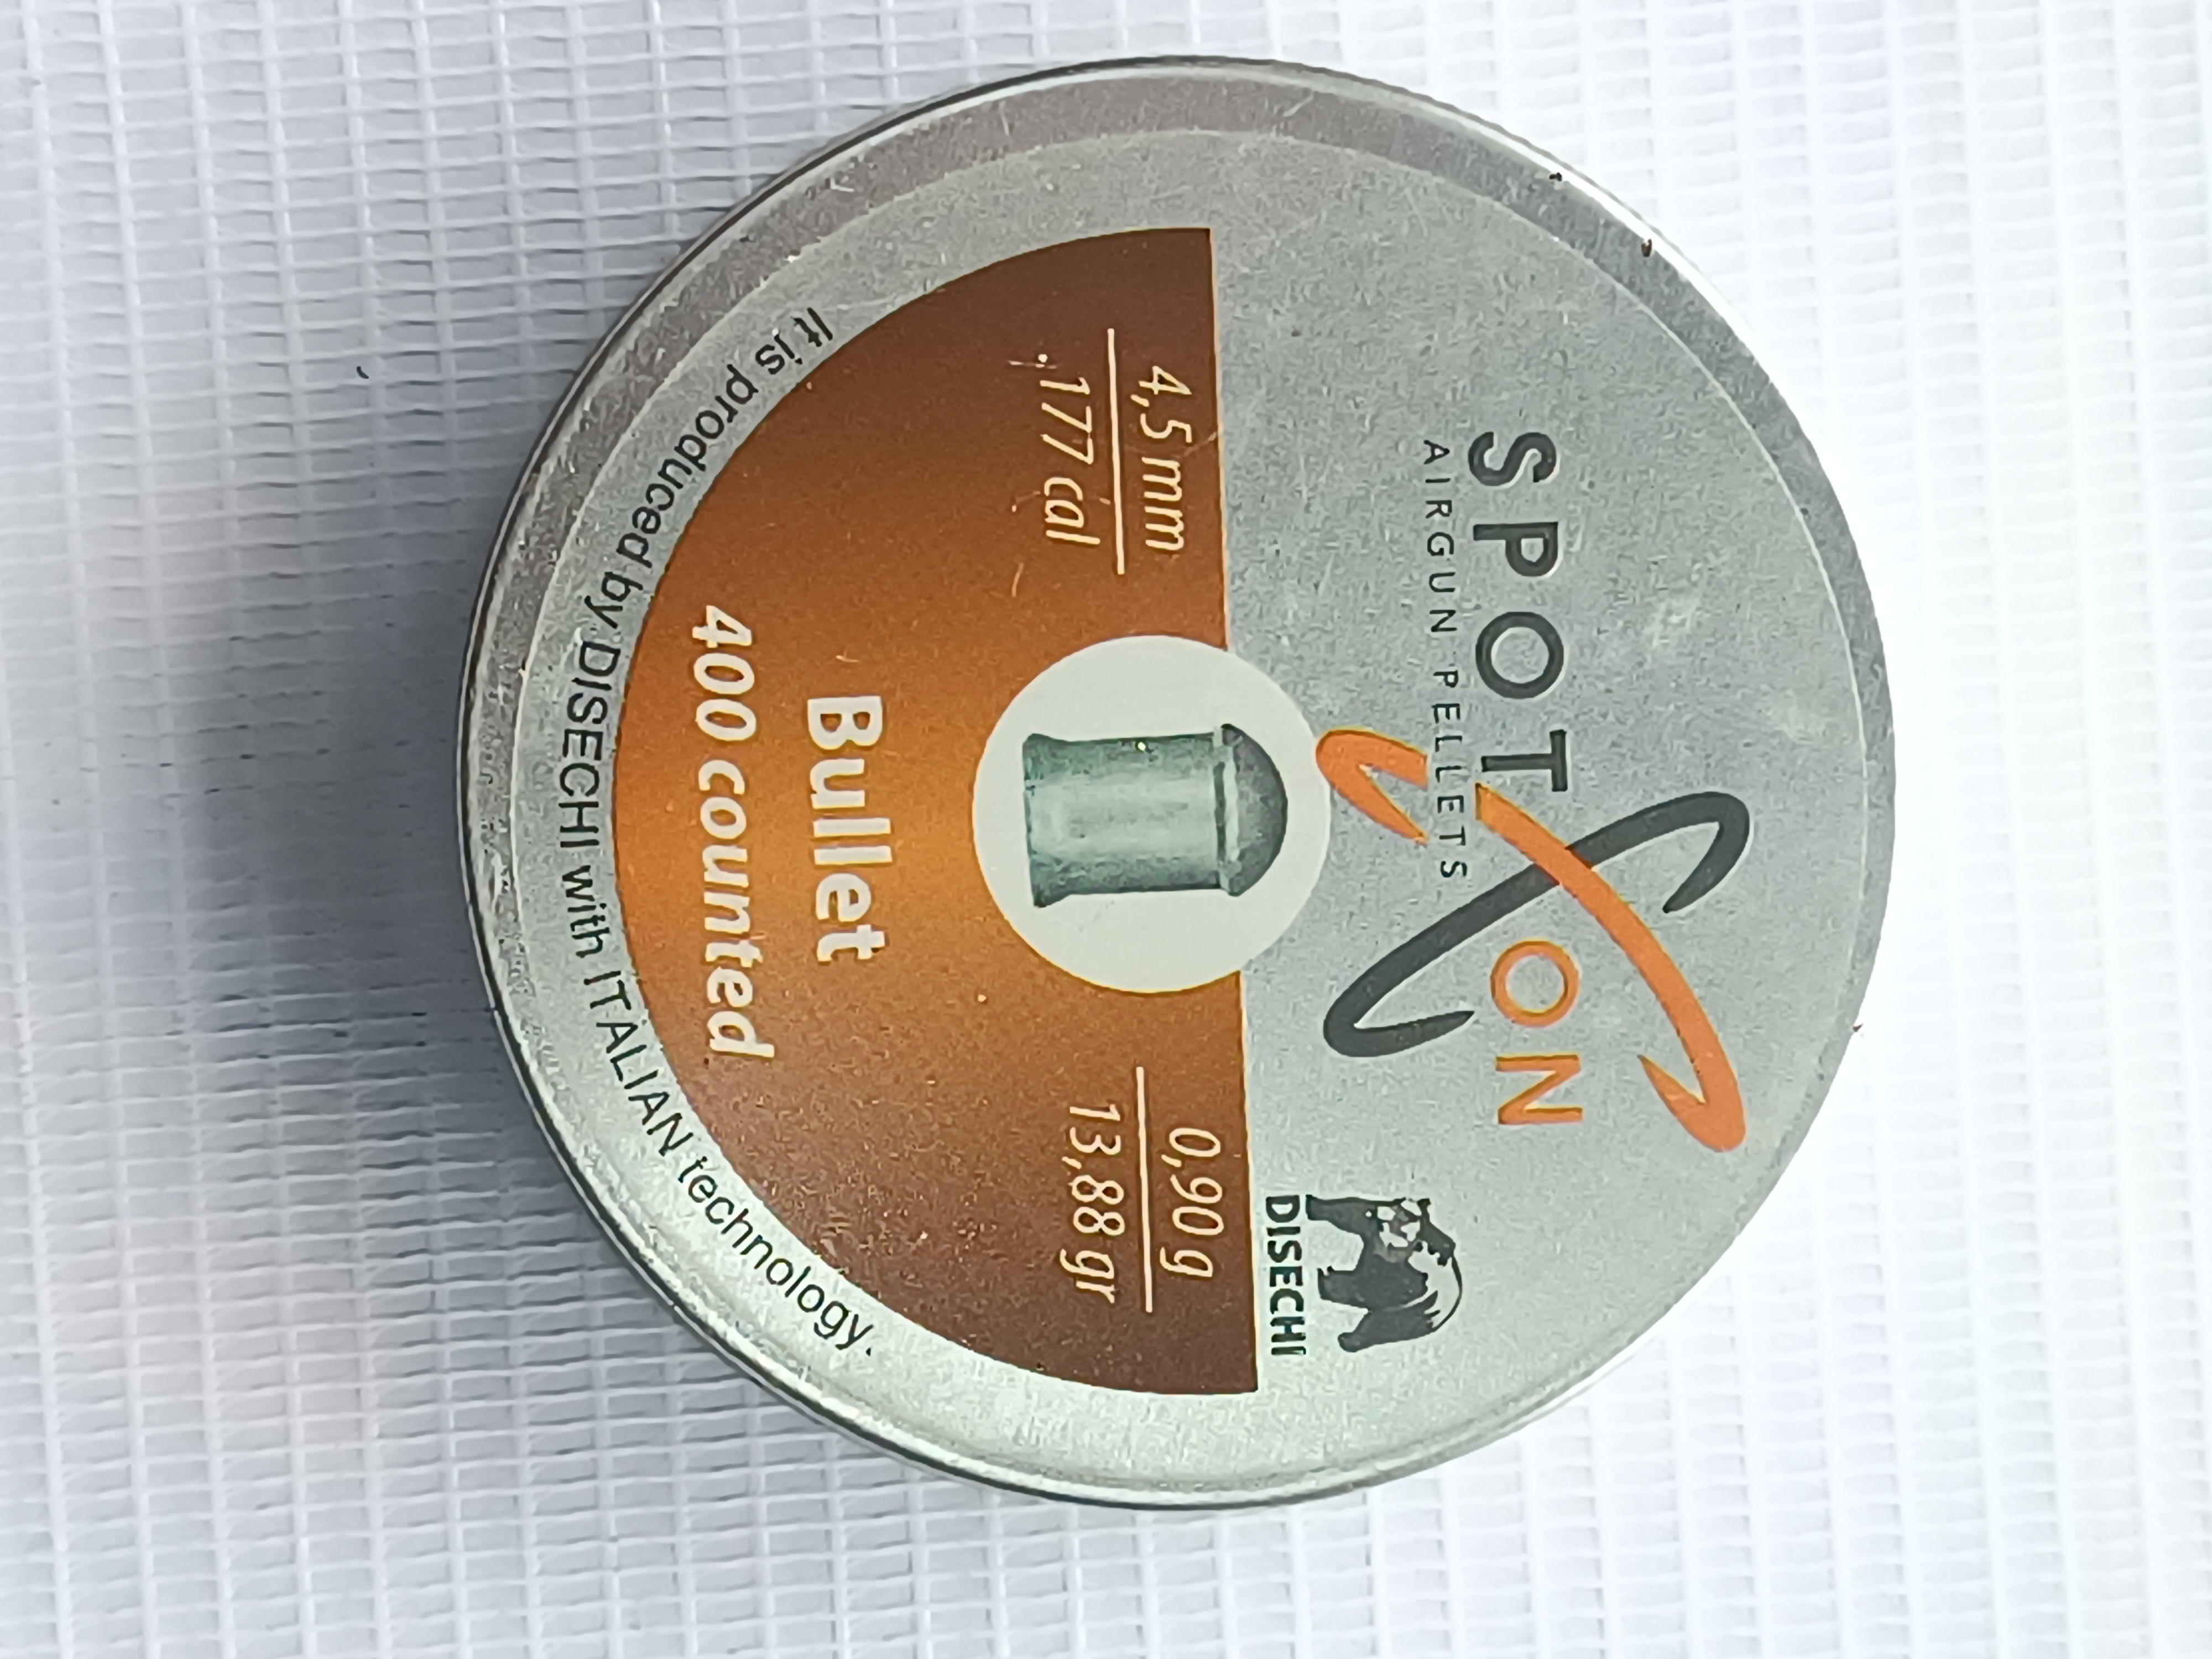 SPOT ON
AIRGUN PELLETS
DISECHI
4,5 mm
.177 cal
0,90 g
13,88 gr
Bullet
400 counted
It is produced by DISECHI with ITALIAN technology.